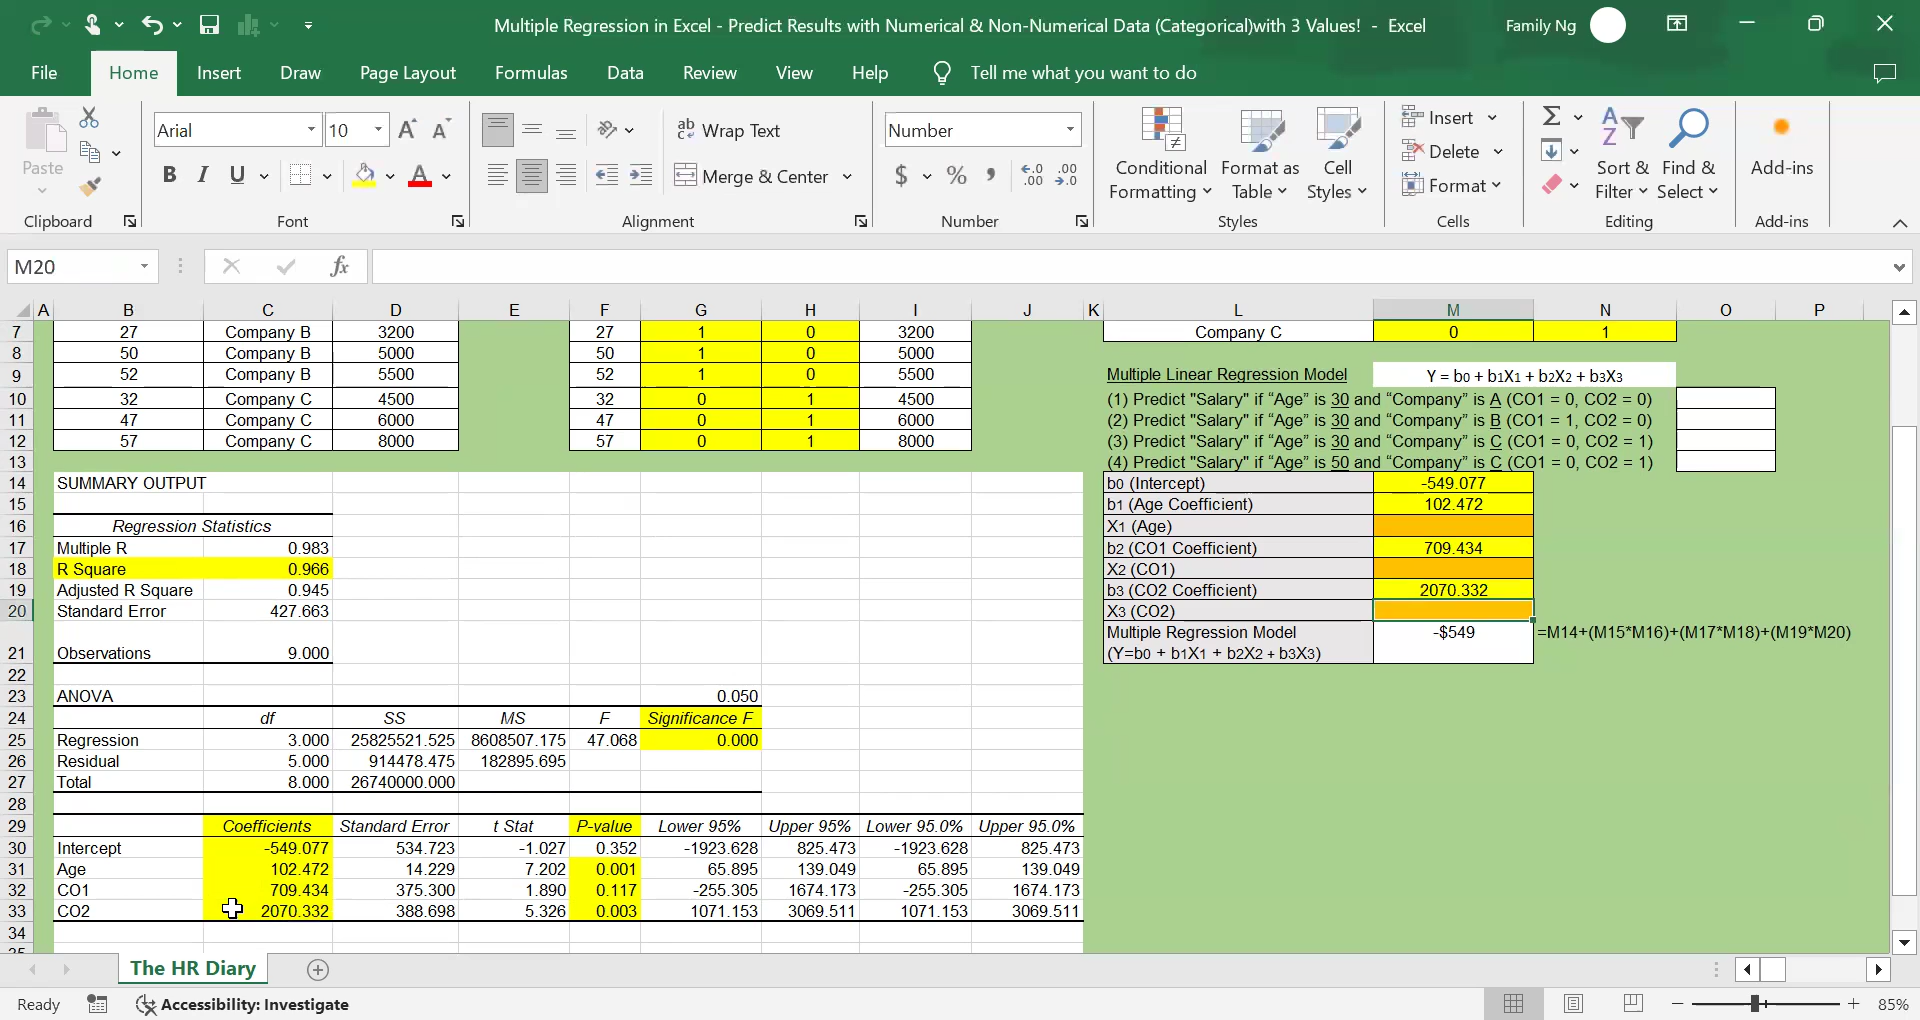 Multiple Regression in Excel - Predict Results with Numerical & Non-Numerical Data (Categorical)with 3 Values! - Excel
Family Ng
File Home Insert Draw Page Layout Formulas Data Review View Help Tell me what you want to do
Paste
Clipboard
Arial 10
B I U
Font
ab Wrap Text
Merge & Center
Alignment
Number
$ % 9
Number
Conditional Formatting
Format as Table
Cell Styles
Styles
Insert
Delete
Format
Cells
Sort & Filter
Find & Select
Editing
Add-ins
Add-ins
M20 fx
A B C D E F G H I J K L M N O P
7 27 Company B 3200 27 1 0 3200 Company C 0 1
8 50 Company B 5000 50 1 0 5000
9 52 Company B 5500 52 1 0 5500 Multiple Linear Regression Model Y = b0 + b1X1 + b2X2 + b3X3
10 32 Company C 4500 32 0 1 4500 (1) Predict "Salary" if “Age” is 30 and “Company” is A (CO1 = 0, CO2 = 0)
11 47 Company C 6000 47 0 1 6000 (2) Predict "Salary" if “Age” is 30 and “Company” is B (CO1 = 1, CO2 = 0)
12 57 Company C 8000 57 0 1 8000 (3) Predict "Salary" if “Age” is 30 and “Company” is C (CO1 = 0, CO2 = 1)
13 (4) Predict "Salary" if “Age” is 50 and “Company” is C (CO1 = 0, CO2 = 1)
14 SUMMARY OUTPUT b0 (Intercept) -549.077
15 b1 (Age Coefficient) 102.472
16 Regression Statistics X1 (Age)
17 Multiple R 0.983 b2 (CO1 Coefficient) 709.434
18 R Square 0.966 X2 (CO1)
19 Adjusted R Square 0.945 b3 (CO2 Coefficient) 2070.332
20 Standard Error 427.663 X3 (CO2)
Multiple Regression Model -$549 =M14+(M15*M16)+(M17*M18)+(M19*M20)
21 Observations 9.000 (Y=b0 + b1X1 + b2X2 + b3X3)
22
23 ANOVA 0.050
24 df SS MS F Significance F
25 Regression 3.000 25825521.525 8608507.175 47.068 0.000
26 Residual 5.000 914478.475 182895.695
27 Total 8.000 26740000.000
28
29 Coefficients Standard Error t Stat P-value Lower 95% Upper 95% Lower 95.0% Upper 95.0%
30 Intercept -549.077 534.723 -1.027 0.352 -1923.628 825.473 -1923.628 825.473
31 Age 102.472 14.229 7.202 0.001 65.895 139.049 65.895 139.049
32 CO1 709.434 375.300 1.890 0.117 -255.305 1674.173 -255.305 1674.173
33 CO2 2070.332 388.698 5.326 0.003 1071.153 3069.511 1071.153 3069.511
34
The HR Diary
Ready Accessibility: Investigate 85%